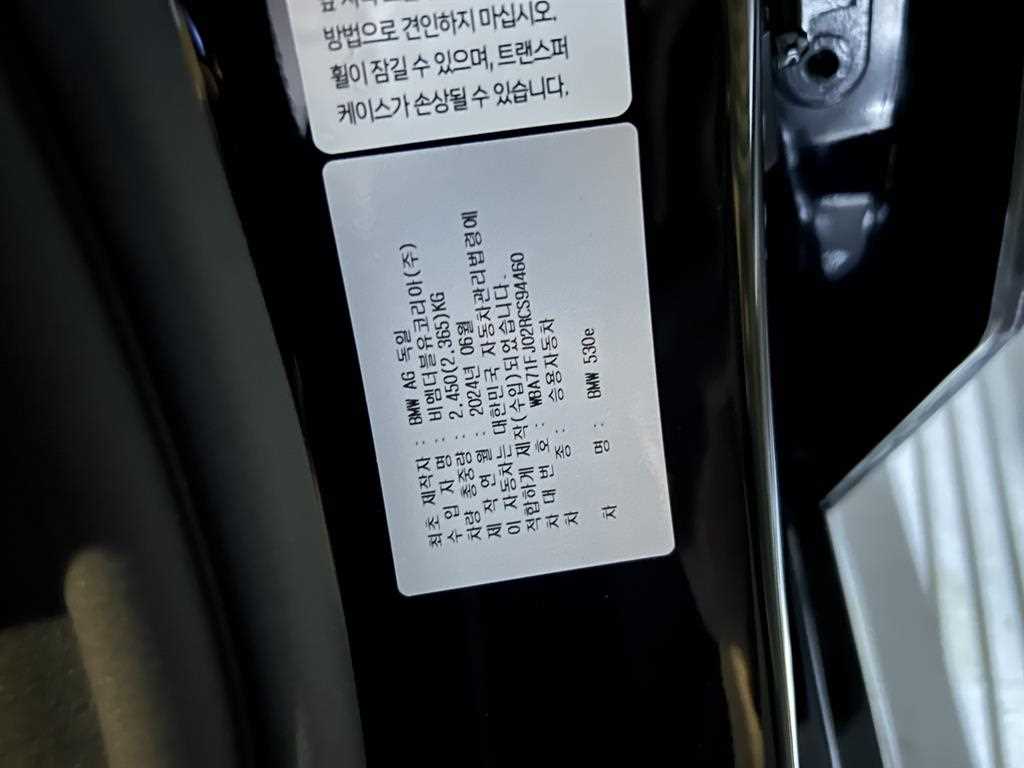 방법으로 견인하지 마십시오.
휠이 잠길 수 있으며, 트랜스퍼
케이스가 손상될 수 있습니다.
최초 제작자 : BMW AG 독일
수 입 자 명 : 비엠더블유코리아(주)
차량 총중량 : 2.450(2.365)KG
제 작 연 월 : 2024년 06월
이 자동차는 대한민국 자동차관리법령에
적합하게 제작(수입)되었습니다.
차 대 번 호 : WBA71FJ02RCS94460
차 종 : 승용자동차
차 명 : BMW 530e